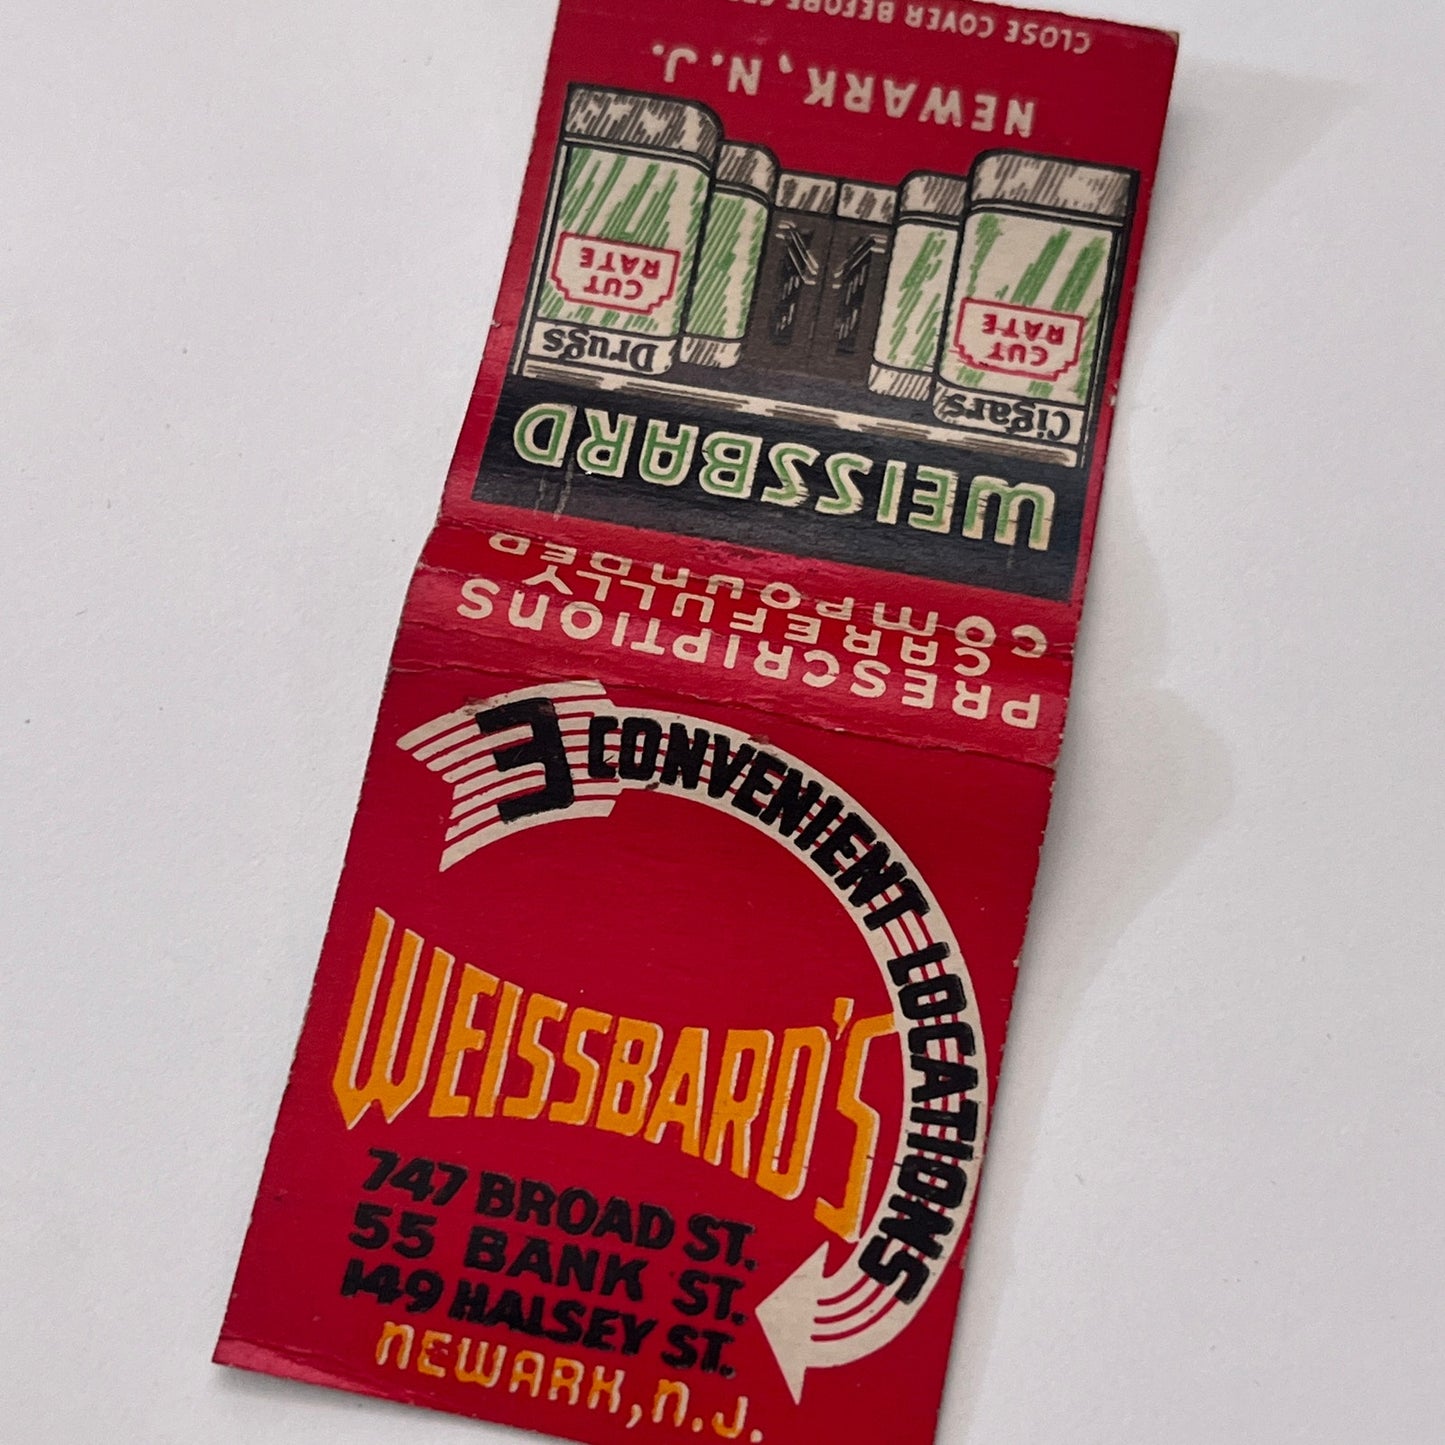 CLOSE COVER BEFORE
NEWARK, N.J.
CUT
RATE
CUT
RATE
Cigars
Drugs
WEISSBARD
PRESCRIPTIONS
CAREFULLY
COMPOUNDED
3 CONVENIENT LOCATIONS
WEISSBARD'S
747 BROAD ST.
55 BANK ST.
149 HALSEY ST.
NEWARK, N.J.